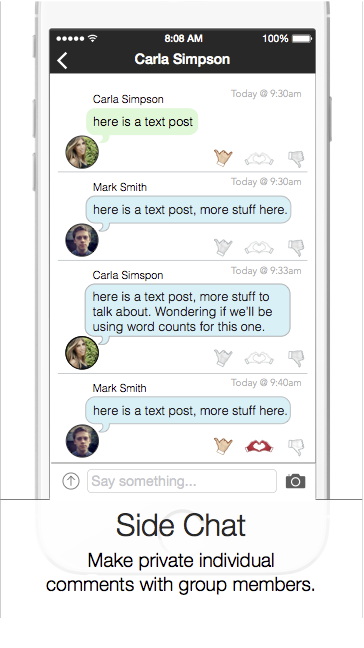 8:08 AM
100%
Carla Simpson
Today @ 9:30am
Carla Simpson
here is a text post
Today @ 9:30am
Mark Smith
here is a text post, more stuff here.
Today @ 9:33am
Carla Simspon
here is a text post, more stuff to
talk about. Wondering if we'll be
using word counts for this one.
Today @ 9:40am
Mark Smith
here is a text post, more stuff here.
Say something...
Side Chat
Make private individual
comments with group members.